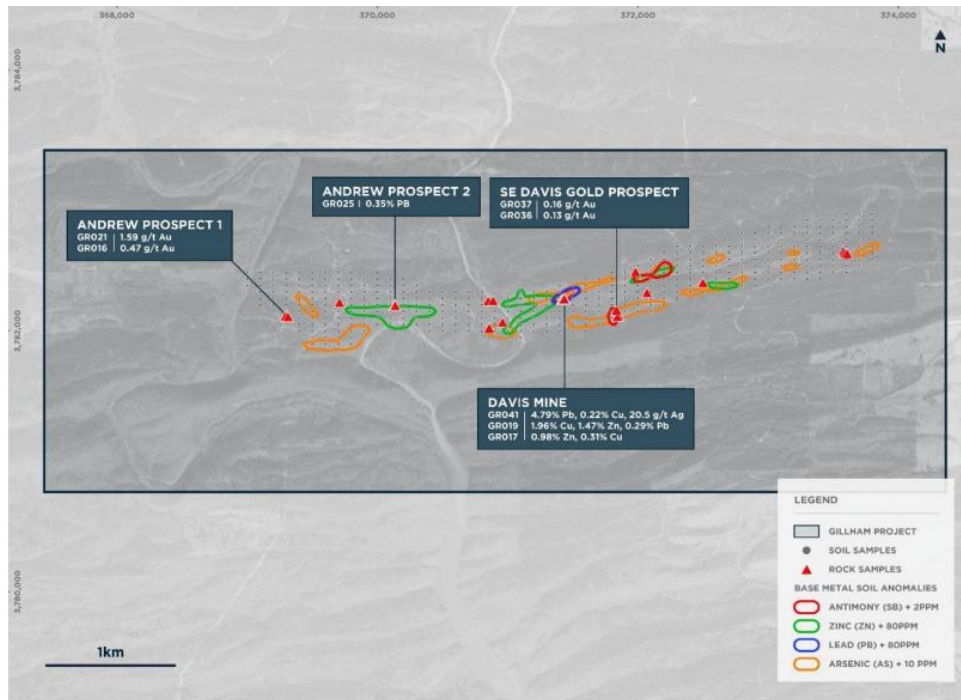 368,000
370,000
372,000
374,000
N
3,784,000
ANDREW PROSPECT 1
GR021 | 1.59 g/t Au
GR016 | 0.47 g/t Au
ANDREW PROSPECT 2
GR025 | 0.35% PB
SE DAVIS GOLD PROSPECT
GR037 | 0.16 g/t Au
GR036 | 0.13 g/t Au
3,782,000
DAVIS MINE
GR041 | 4.79% Pb, 0.22% Cu, 20.5 g/t Ag
GR019 | 1.96% Cu, 1.47% Zn, 0.29% Pb
GR017 | 0.98% Zn, 0.31% Cu
3,780,000
1km
LEGEND
GILLHAM PROJECT
SOIL SAMPLES
ROCK SAMPLES
BASE METAL SOIL ANOMALIES
ANTIMONY (SB) + 2PPM
ZINC (ZN) + 80PPM
LEAD (PB) + 80PPM
ARSENIC (AS) + 10 PPM